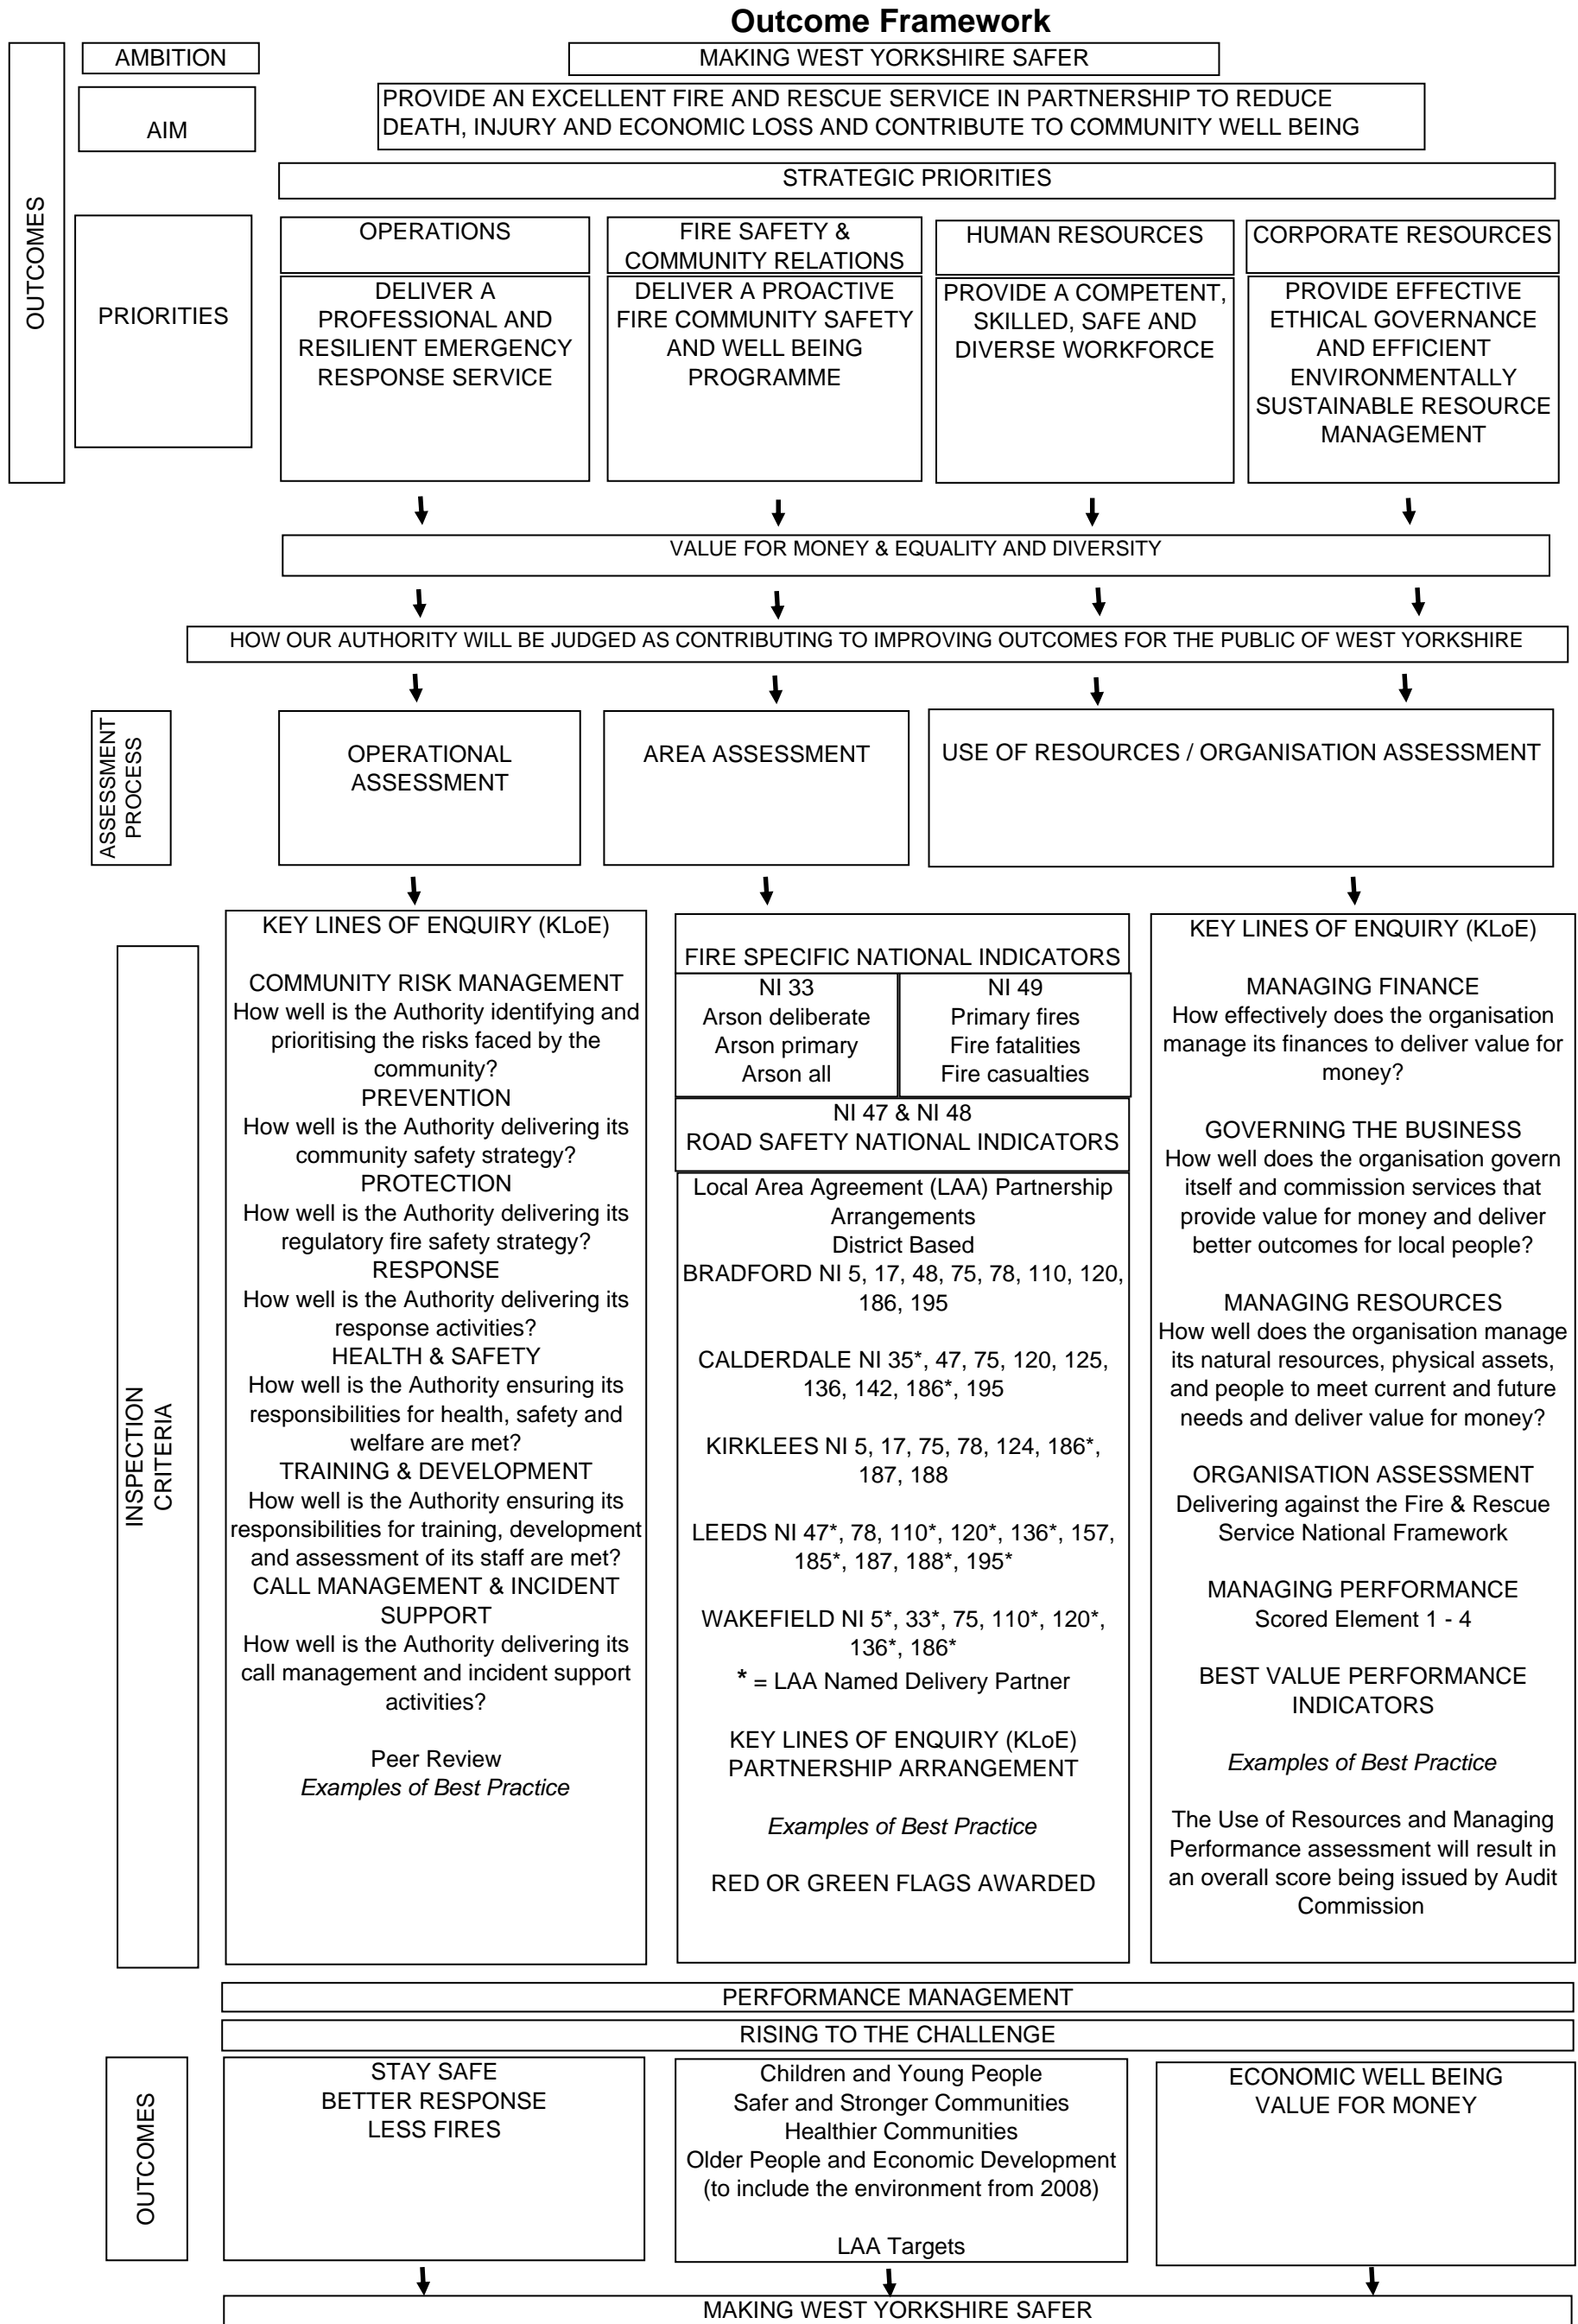 Outcome Framework
OUTCOMES
AMBITION
MAKING WEST YORKSHIRE SAFER
AIM
PROVIDE AN EXCELLENT FIRE AND RESCUE SERVICE IN PARTNERSHIP TO REDUCE
DEATH, INJURY AND ECONOMIC LOSS AND CONTRIBUTE TO COMMUNITY WELL BEING
STRATEGIC PRIORITIES
PRIORITIES
OPERATIONS
DELIVER A
PROFESSIONAL AND
RESILIENT EMERGENCY
RESPONSE SERVICE
FIRE SAFETY &
COMMUNITY RELATIONS
DELIVER A PROACTIVE
FIRE COMMUNITY SAFETY
AND WELL BEING
PROGRAMME
HUMAN RESOURCES
PROVIDE A COMPETENT,
SKILLED, SAFE AND
DIVERSE WORKFORCE
CORPORATE RESOURCES
PROVIDE EFFECTIVE
ETHICAL GOVERNANCE
AND EFFICIENT
ENVIRONMENTALLY
SUSTAINABLE RESOURCE
MANAGEMENT
VALUE FOR MONEY & EQUALITY AND DIVERSITY
HOW OUR AUTHORITY WILL BE JUDGED AS CONTRIBUTING TO IMPROVING OUTCOMES FOR THE PUBLIC OF WEST YORKSHIRE
ASSESSMENT
PROCESS
OPERATIONAL
ASSESSMENT
AREA ASSESSMENT
USE OF RESOURCES / ORGANISATION ASSESSMENT
INSPECTION
CRITERIA
KEY LINES OF ENQUIRY (KLoE)
COMMUNITY RISK MANAGEMENT
How well is the Authority identifying and
prioritising the risks faced by the
community?
PREVENTION
How well is the Authority delivering its
community safety strategy?
PROTECTION
How well is the Authority delivering its
regulatory fire safety strategy?
RESPONSE
How well is the Authority delivering its
response activities?
HEALTH & SAFETY
How well is the Authority ensuring its
responsibilities for health, safety and
welfare are met?
TRAINING & DEVELOPMENT
How well is the Authority ensuring its
responsibilities for training, development
and assessment of its staff are met?
CALL MANAGEMENT & INCIDENT
SUPPORT
How well is the Authority delivering its
call management and incident support
activities?
Peer Review
Examples of Best Practice
FIRE SPECIFIC NATIONAL INDICATORS
NI 33
Arson deliberate
Arson primary
Arson all
NI 49
Primary fires
Fire fatalities
Fire casualties
NI 47 & NI 48
ROAD SAFETY NATIONAL INDICATORS
Local Area Agreement (LAA) Partnership
Arrangements
District Based
BRADFORD NI 5, 17, 48, 75, 78, 110, 120,
186, 195
CALDERDALE NI 35*, 47, 75, 120, 125,
136, 142, 186*, 195
KIRKLEES NI 5, 17, 75, 78, 124, 186*,
187, 188
LEEDS NI 47*, 78, 110*, 120*, 136*, 157,
185*, 187, 188*, 195*
WAKEFIELD NI 5*, 33*, 75, 110*, 120*,
136*, 186*
* = LAA Named Delivery Partner
KEY LINES OF ENQUIRY (KLoE)
PARTNERSHIP ARRANGEMENT
Examples of Best Practice
RED OR GREEN FLAGS AWARDED
KEY LINES OF ENQUIRY (KLoE)
MANAGING FINANCE
How effectively does the organisation
manage its finances to deliver value for
money?
GOVERNING THE BUSINESS
How well does the organisation govern
itself and commission services that
provide value for money and deliver
better outcomes for local people?
MANAGING RESOURCES
How well does the organisation manage
its natural resources, physical assets,
and people to meet current and future
needs and deliver value for money?
ORGANISATION ASSESSMENT
Delivering against the Fire & Rescue
Service National Framework
MANAGING PERFORMANCE
Scored Element 1 - 4
BEST VALUE PERFORMANCE
INDICATORS
Examples of Best Practice
The Use of Resources and Managing
Performance assessment will result in
an overall score being issued by Audit
Commission
PERFORMANCE MANAGEMENT
RISING TO THE CHALLENGE
OUTCOMES
STAY SAFE
BETTER RESPONSE
LESS FIRES
Children and Young People
Safer and Stronger Communities
Healthier Communities
Older People and Economic Development
(to include the environment from 2008)
LAA Targets
ECONOMIC WELL BEING
VALUE FOR MONEY
MAKING WEST YORKSHIRE SAFER